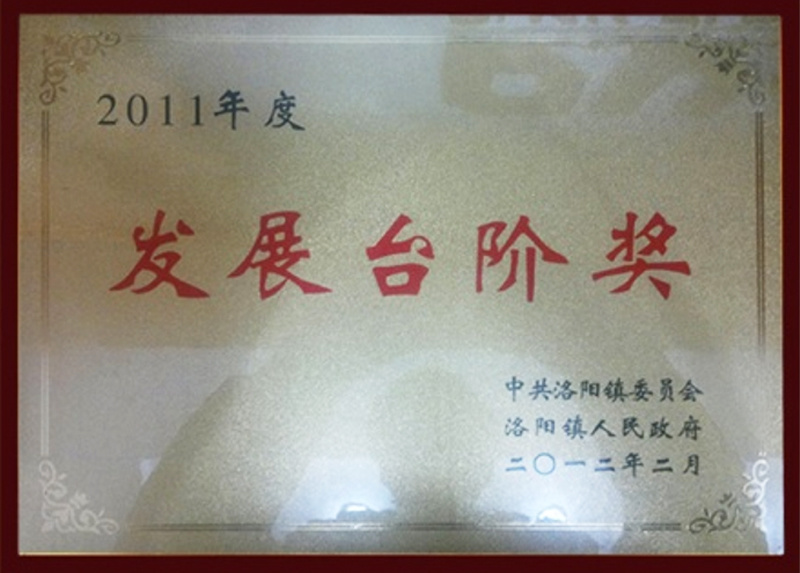 2011年度
发展台阶奖
中共洛阳镇委员会
洛阳镇人民政府
二〇一二年二月